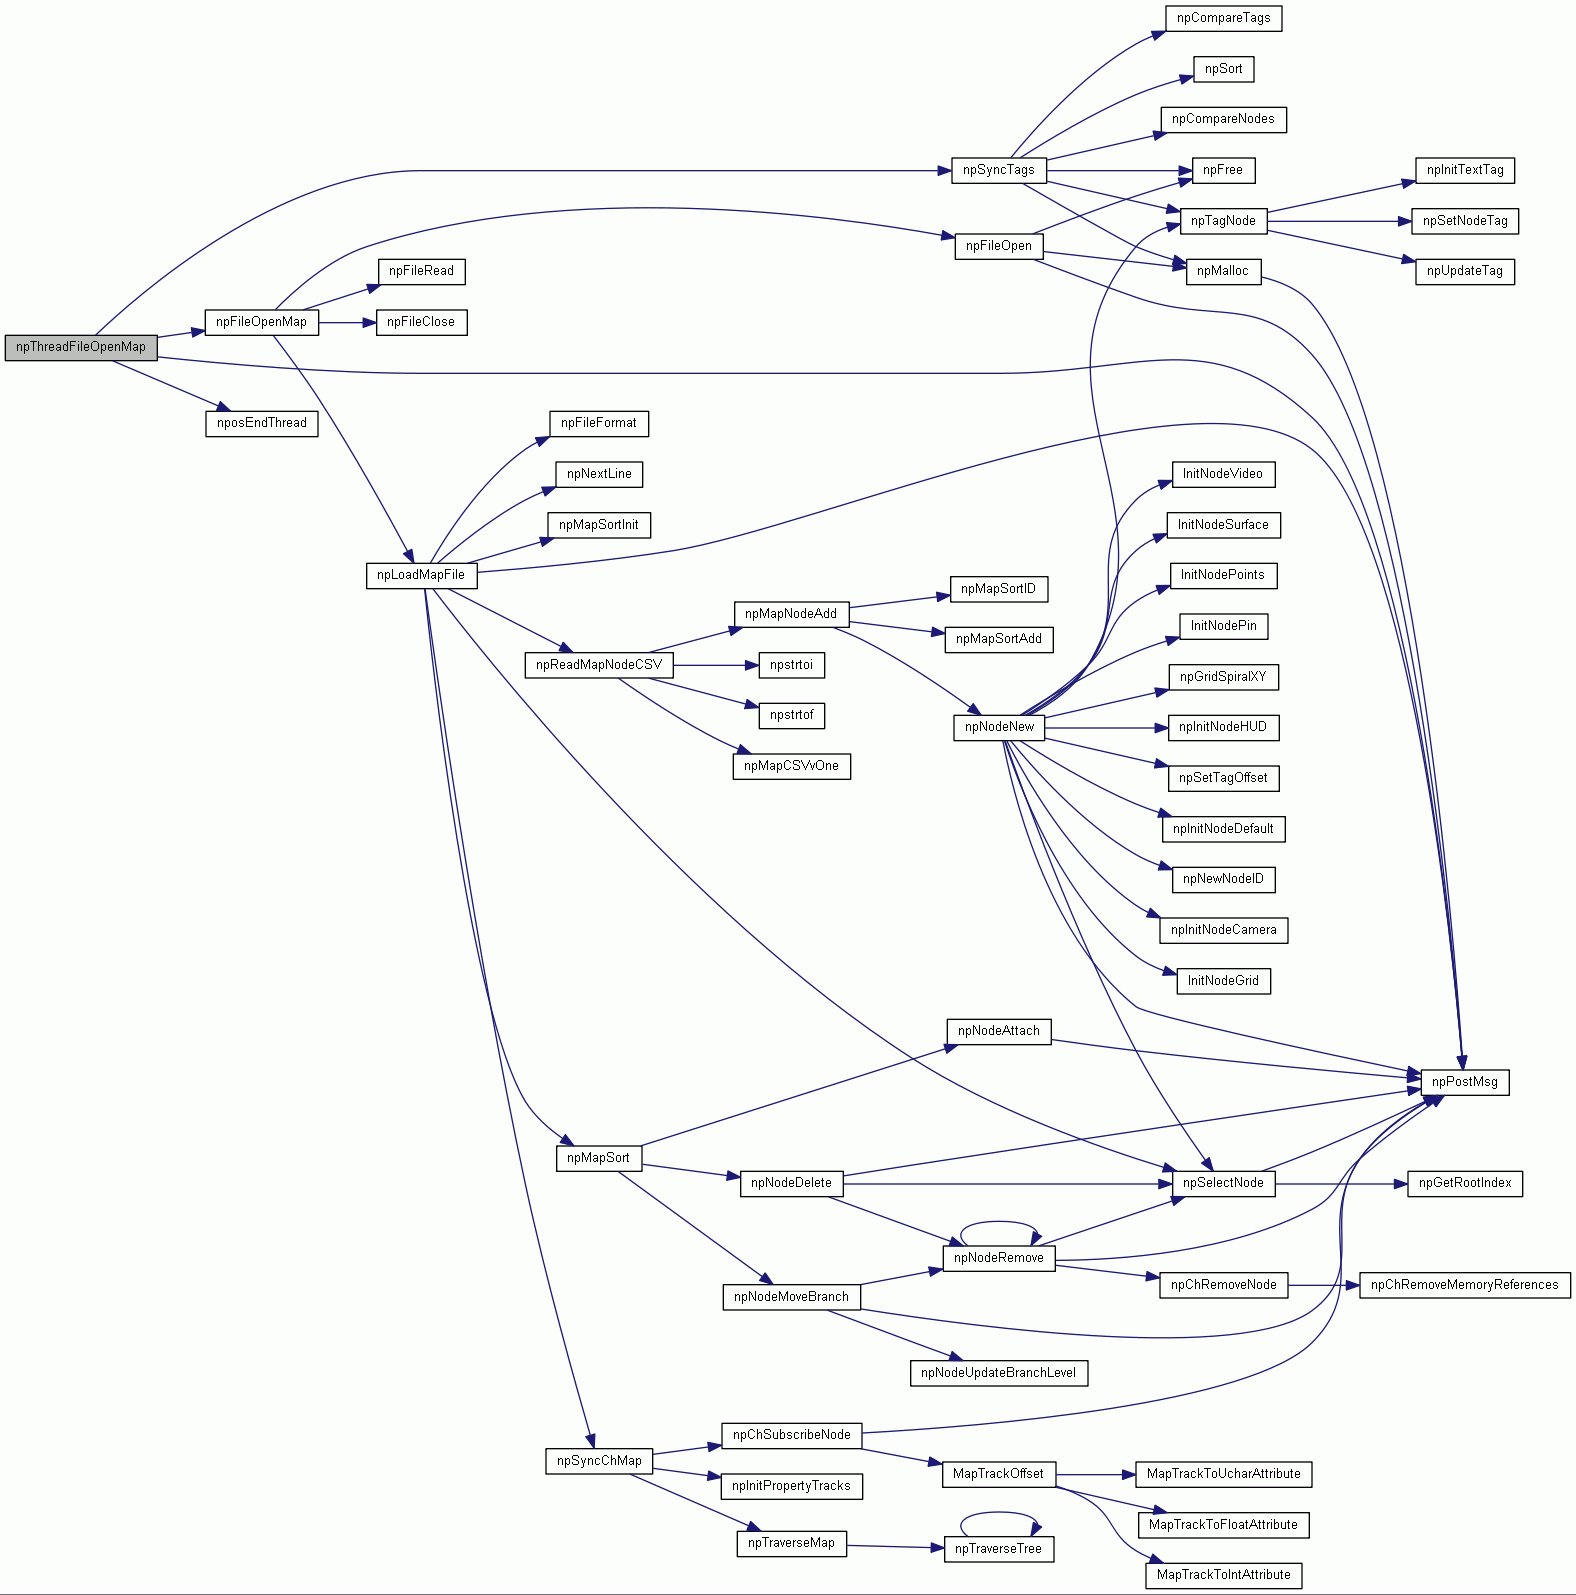 npCompareTags
npSort
npCompareNodes
npSyncTags
npFree
npInitTextTag
npTagNode
npSetNodeTag
npFileOpen
npFileRead
npMalloc
npUpdateTag
npFileOpenMap
npFileClose
npThreadFileOpenMap
nposEndThread
npFileFormat
npNextLine
InitNodeVideo
npMapSortInit
InitNodeSurface
npLoadMapFile
InitNodePoints
npMapSortID
npMapNodeAdd
InitNodePin
npMapSortAdd
npReadMapNodeCSV
npstrtoi
npGridSpiralXY
npstrtof
npNodeNew
npInitNodeHUD
npMapCSVvOne
npSetTagOffset
npInitNodeDefault
npNewNodeID
npInitNodeCamera
InitNodeGrid
npNodeAttach
npPostMsg
npMapSort
npNodeDelete
npSelectNode
npGetRootIndex
npNodeRemove
npChRemoveNode
npChRemoveMemoryReferences
npNodeMoveBranch
npNodeUpdateBranchLevel
npChSubscribeNode
npSyncChMap
MapTrackOffset
MapTrackToUcharAttribute
npInitPropertyTracks
MapTrackToFloatAttribute
npTraverseMap
npTraverseTree
MapTrackToIntAttribute